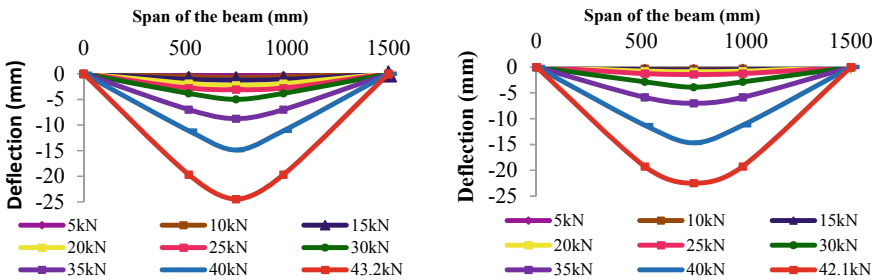 Span of the beam (mm)
0 500 1000 1500
Deflection (mm)
0
-5
-10
-15
-20
-25
5kN 10kN 15kN
20kN 25kN 30kN
35kN 40kN 43.2kN
Span of the beam (mm)
0 500 1000 1500
Deflection (mm)
0
-5
-10
-15
-20
-25
5kN 10kN 15kN
20kN 25kN 30kN
35kN 40kN 42.1kN